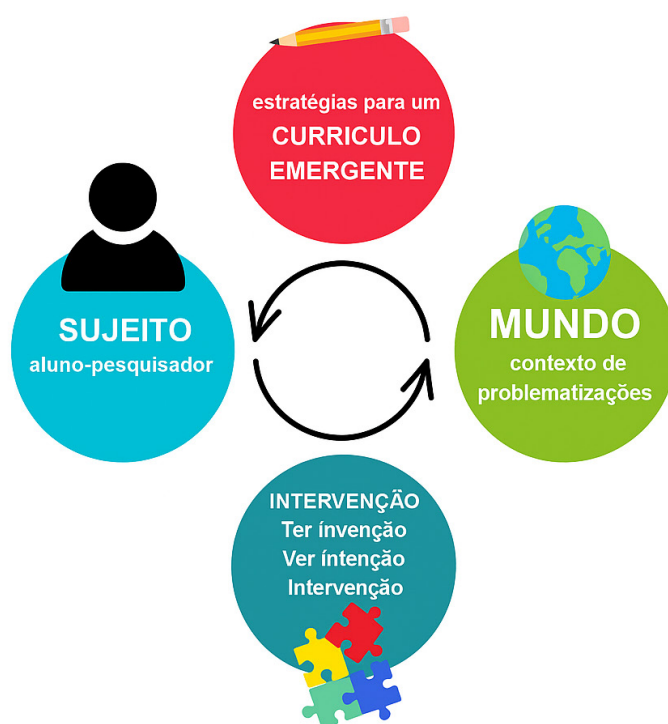 estratégias para um
CURRICULO
EMERGENTE
SUJEITO
aluno-pesquisador
MUNDO
contexto de
problematizações
INTERVENÇÃO
Ter ínvenção
Ver íntenção
Intervenção